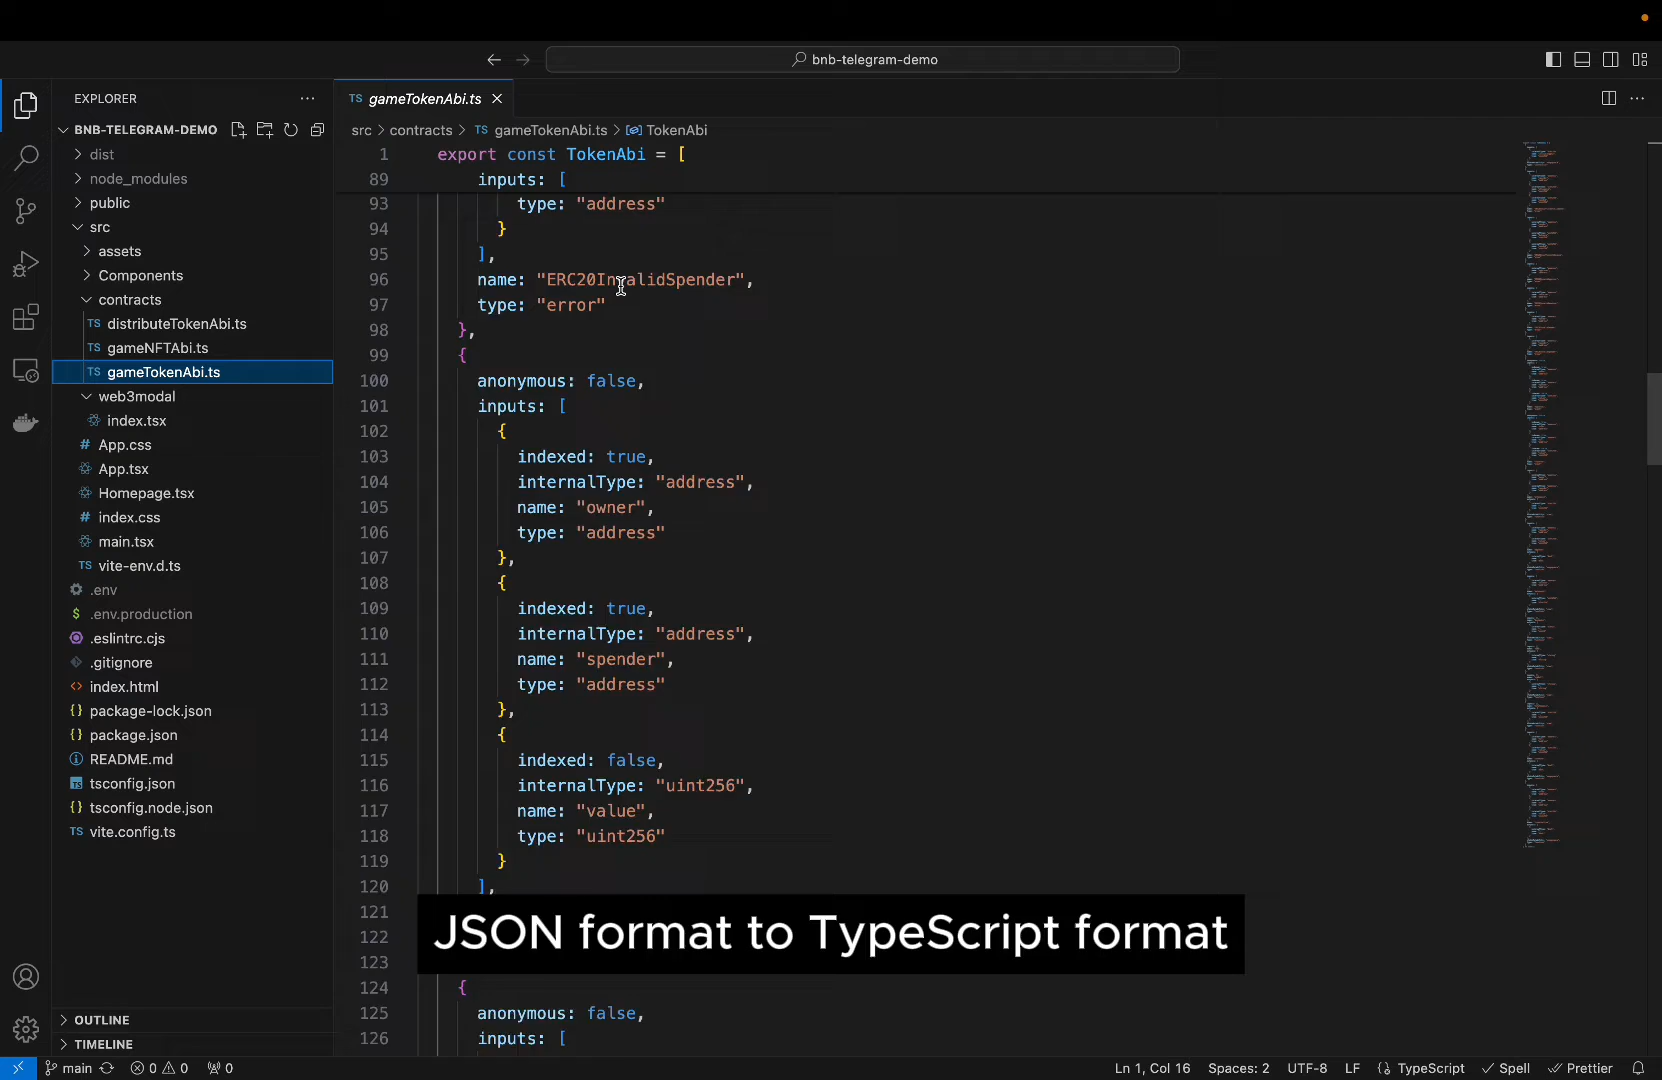 bnb-telegram-demo
EXPLORER
BNB-TELEGRAM-DEMO
dist
node_modules
public
src
assets
Components
contracts
TS distributeTokenAbi.ts
TS gameNFTAbi.ts
TS gameTokenAbi.ts
web3modal
index.tsx
# App.css
App.tsx
Homepage.tsx
# index.css
main.tsx
TS vite-env.d.ts
.env
$ .env.production
.eslintrc.cjs
.gitignore
<> index.html
{} package-lock.json
{} package.json
README.md
TS tsconfig.json
{} tsconfig.node.json
TS vite.config.ts
OUTLINE
TIMELINE
TS gameTokenAbi.ts
src > contracts > TS gameTokenAbi.ts > TokenAbi
1 export const TokenAbi = [
89 inputs: [
93 type: "address"
94 }
95 ],
96 name: "ERC20InvalidSpender",
97 type: "error"
98 },
99 {
100 anonymous: false,
101 inputs: [
102 {
103 indexed: true,
104 internalType: "address",
105 name: "owner",
106 type: "address"
107 },
108 {
109 indexed: true,
110 internalType: "address",
111 name: "spender",
112 type: "address"
113 },
114 {
115 indexed: false,
116 internalType: "uint256",
117 name: "value",
118 type: "uint256"
119 }
120 ],
121
122
123
124 {
125 anonymous: false,
126 inputs: [
JSON format to TypeScript format
main 0 0 0 Ln 1, Col 16 Spaces: 2 UTF-8 LF {} TypeScript Spell Prettier